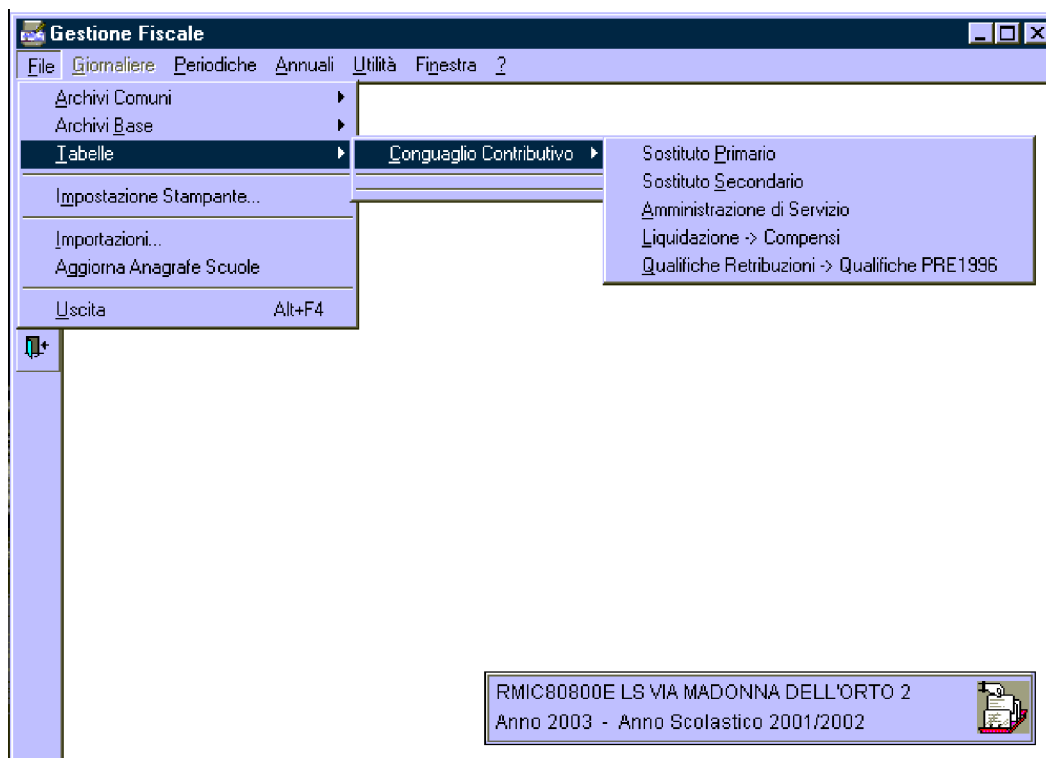 Gestione Fiscale
File Giornaliere Periodiche Annuali Utilità Finestra ?
Archivi Comuni
Archivi Base
Tabelle
Impostazione Stampante...
Importazioni...
Aggiorna Anagrafe Scuole
Uscita Alt+F4
Conguaglio Contributivo
Sostituto Primario
Sostituto Secondario
Amministrazione di Servizio
Liquidazione -> Compensi
Qualifiche Retribuzioni -> Qualifiche PRE1996
RMIC80800E LS VIA MADONNA DELL'ORTO 2
Anno 2003 - Anno Scolastico 2001/2002